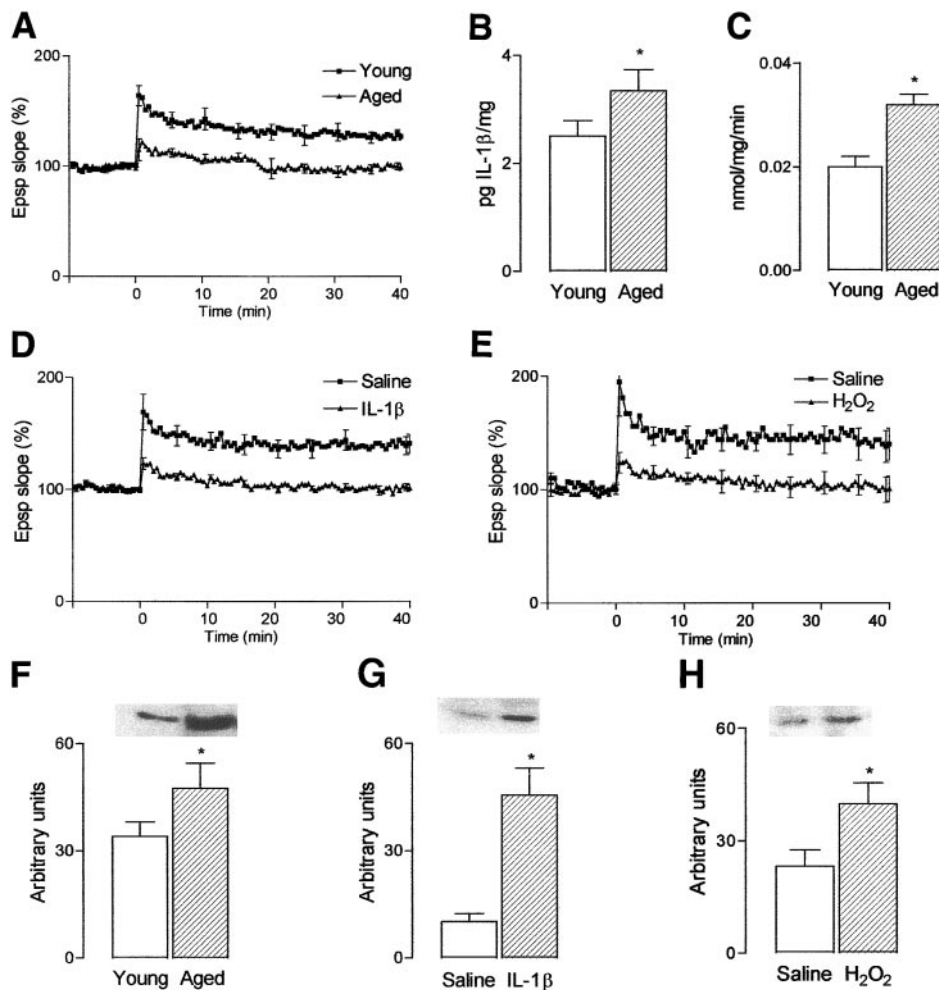 A
200
150
100
50
0
Epsp slope (%)
Young
Aged
0 10 20 30 40
Time (min)
B
4
2
0
pg IL-1β/mg
*
Young Aged
C
0.04
0.02
0.00
nmol/mg/min
*
Young Aged
D
200
100
0
Epsp slope (%)
Saline
IL-1β
0 10 20 30 40
Time (min)
E
200
100
0
Epsp slope (%)
Saline
H₂O₂
0 10 20 30 40
Time (min)
F
60
30
0
Arbitrary units
*
Young Aged
G
60
30
0
Arbitrary units
*
Saline IL-1β
H
60
30
0
Arbitrary units
*
Saline H₂O₂